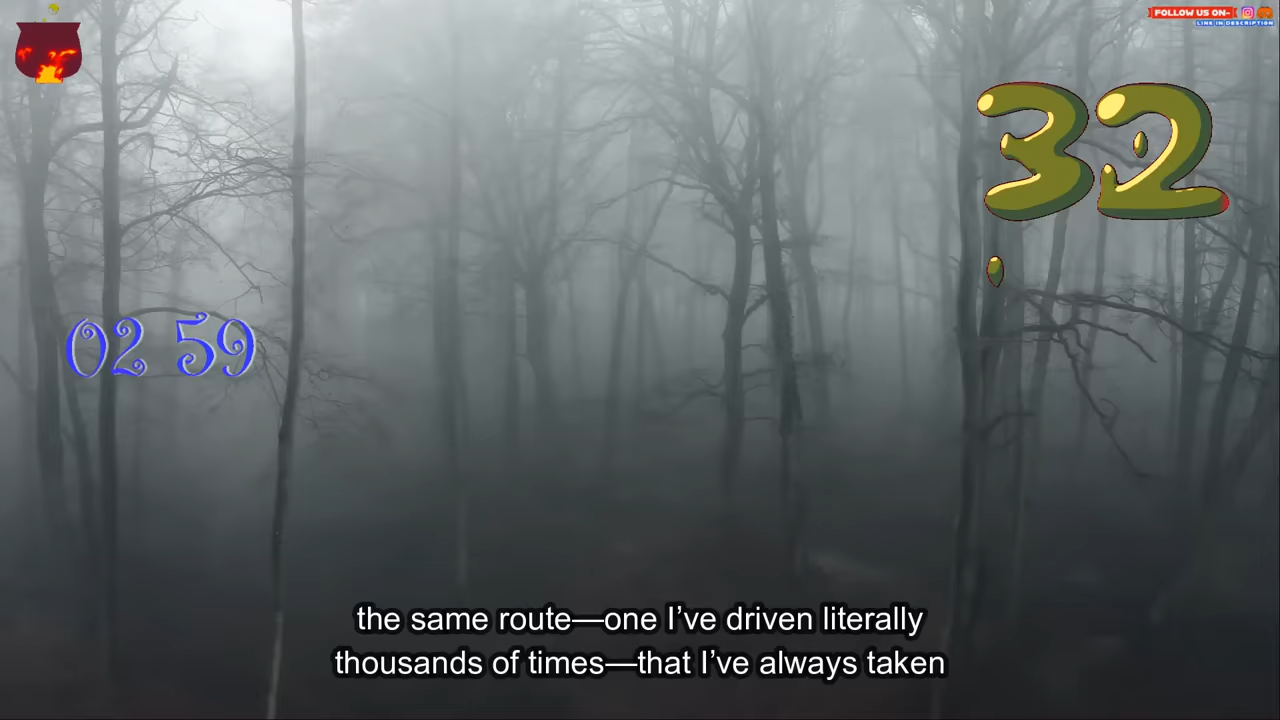 FOLLOW US ON-
LINK IN DESCRIPTION
32
02 59
the same route—one I’ve driven literally
thousands of times—that I’ve always taken